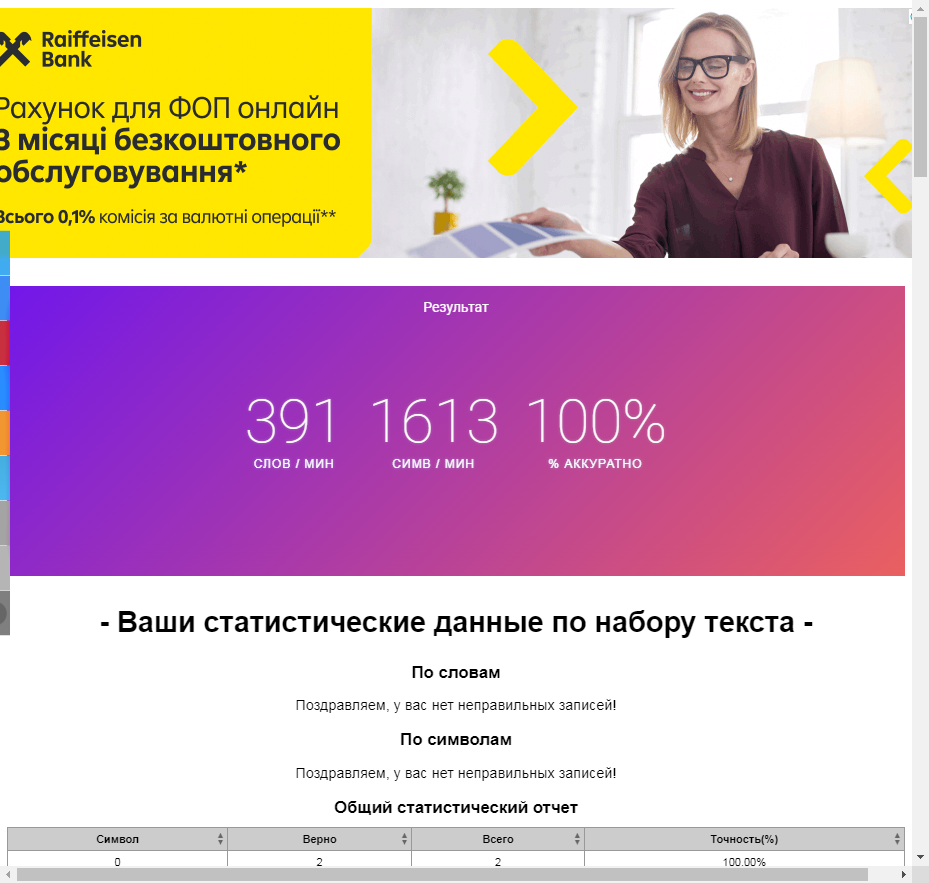 Raiffeisen
Bank
Рахунок для ФОП онлайн
3 місяці безкоштовного
обслуговування*
Всього 0,1% комісія за валютні операції**
Результат
391 1613 100%
СЛОВ / МИН СИМВ / МИН % АККУРАТНО
- Ваши статистические данные по набору текста -
По словам
Поздравляем, у вас нет неправильных записей!
По символам
Поздравляем, у вас нет неправильных записей!
Общий статистический отчет
Символ Верно Всего Точность(%)
0 2 2 100.00%